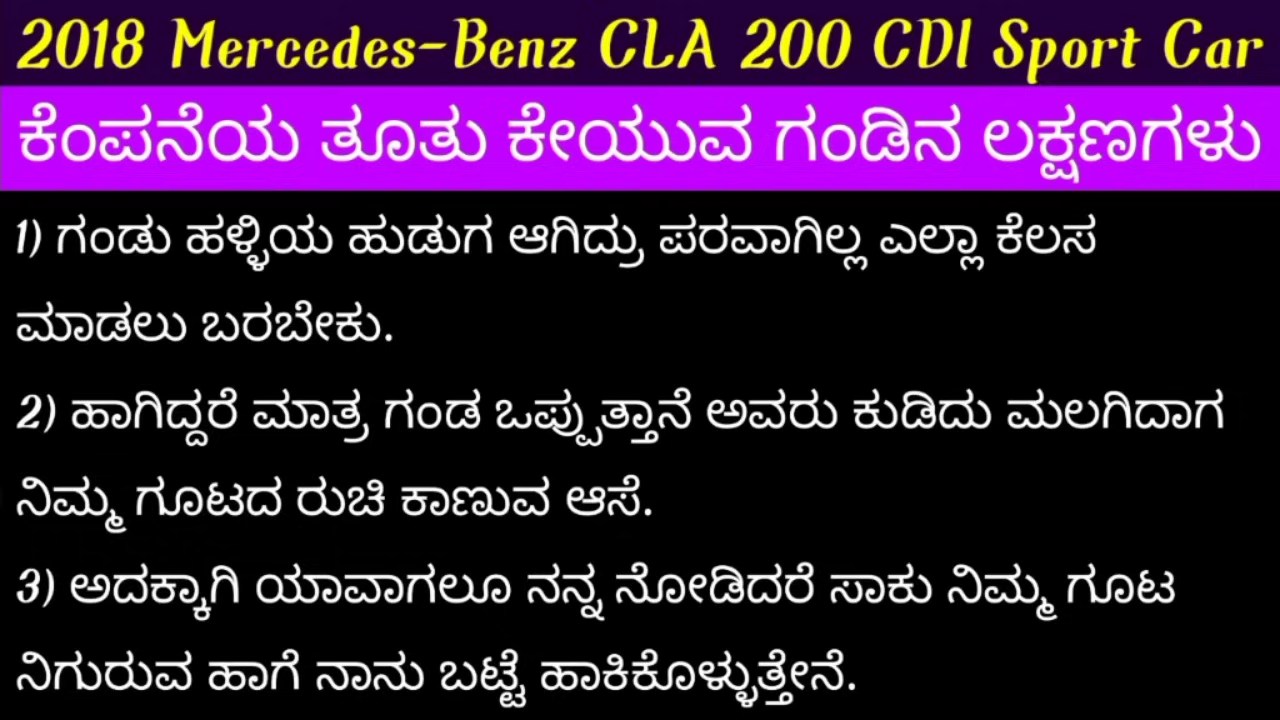 2018 Mercedes-Benz CLA 200 CDI Sport Car
ಕೆಂಪನೆಯ ತೂತು ಕೇಯುವ ಗಂಡಿನ ಲಕ್ಷಣಗಳು
1) ಗಂಡು ಹಳ್ಳಿಯ ಹುಡುಗ ಆಗಿದ್ರು ಪರವಾಗಿಲ್ಲ ಎಲ್ಲಾ ಕೆಲಸ
ಮಾಡಲು ಬರಬೇಕು.
2) ಹಾಗಿದ್ದರೆ ಮಾತ್ರ ಗಂಡ ಒಪ್ಪುತ್ತಾನೆ ಅವರು ಕುಡಿದು ಮಲಗಿದಾಗ
ನಿಮ್ಮ ಗೂಟದ ರುಚಿ ಕಾಣುವ ಆಸೆ.
3) ಅದಕ್ಕಾಗಿ ಯಾವಾಗಲೂ ನನ್ನ ನೋಡಿದರೆ ಸಾಕು ನಿಮ್ಮ ಗೂಟ
ನಿಗುರುವ ಹಾಗೆ ನಾನು ಬಟ್ಟೆ ಹಾಕಿಕೊಳ್ಳುತ್ತೇನೆ.